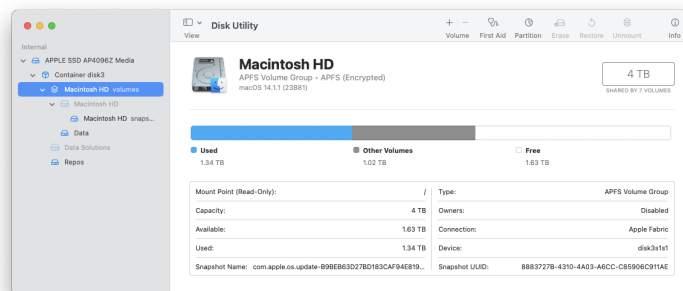 Disk Utility
View
Volume First Aid Partition Erase Restore Unmount Info
Internal
APPLE SSD AP4096Z Media
Container disk3
Macintosh HD volumes
Macintosh HD
Macintosh HD snaps...
Data
Data Solutions
Repos
Macintosh HD
APFS Volume Group • APFS (Encrypted)
macOS 14.1.1 (23B81)
4 TB
SHARED BY 7 VOLUMES
Used
1.34 TB
Other Volumes
1.02 TB
Free
1.63 TB
Mount Point (Read-Only): /
Type: APFS Volume Group
Capacity: 4 TB
Owners: Disabled
Available: 1.63 TB
Connection: Apple Fabric
Used: 1.34 TB
Device: disk3s1s1
Snapshot Name: com.apple.os.update-B9BEB63D27BD183CAF94E819...
Snapshot UUID: 8883727B-4310-4A03-A6CC-C85906C911AE